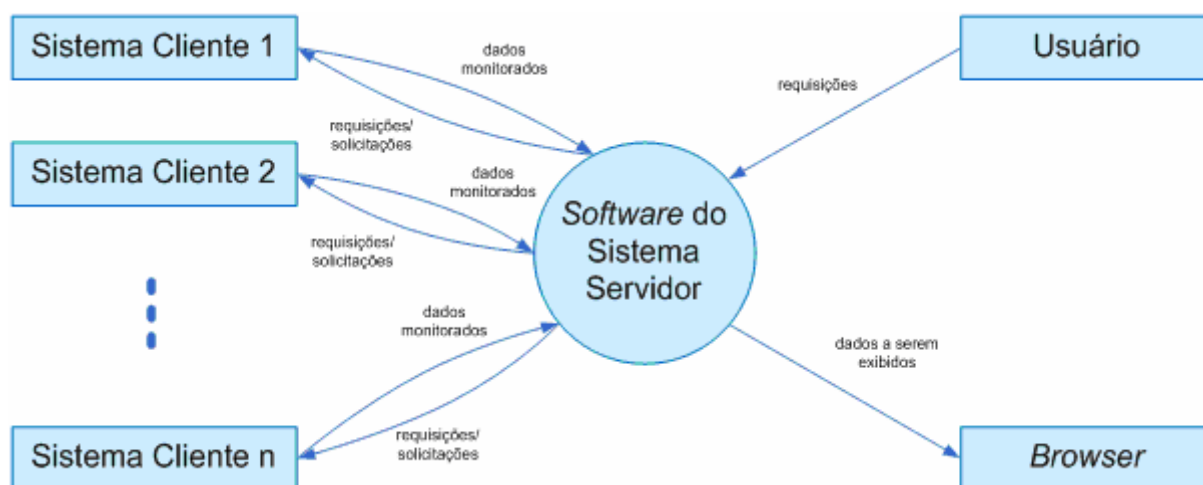 Sistema Cliente 1
dados
monitorados
requisições/
solicitações
Usuário
requisições
Sistema Cliente 2
dados
monitorados
requisições/
solicitações
Software do
Sistema
Servidor
dados
monitorados
requisições/
solicitações
dados a serem
exibidos
Sistema Cliente n
Browser